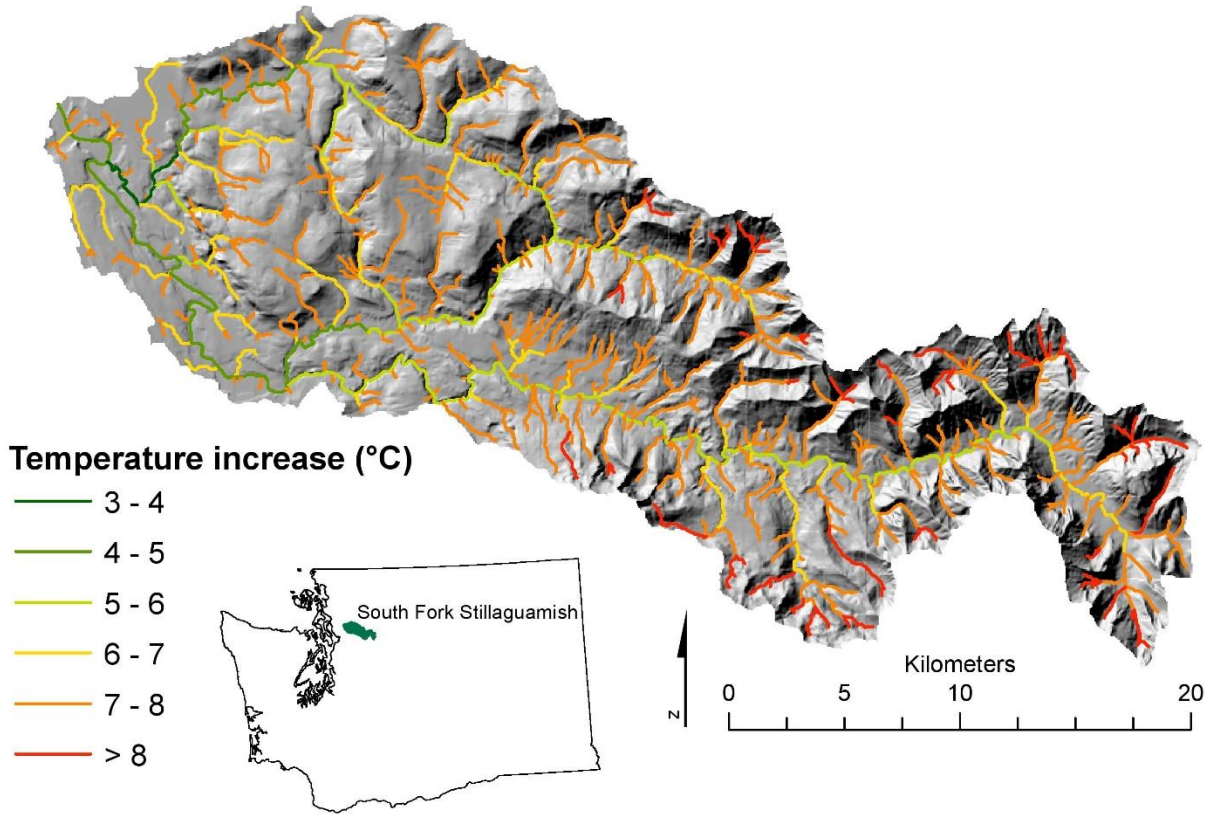 Temperature increase (°C)
3 - 4
4 - 5
5 - 6
6 - 7
7 - 8
> 8
South Fork Stillaguamish
N
Kilometers
0 5 10 20